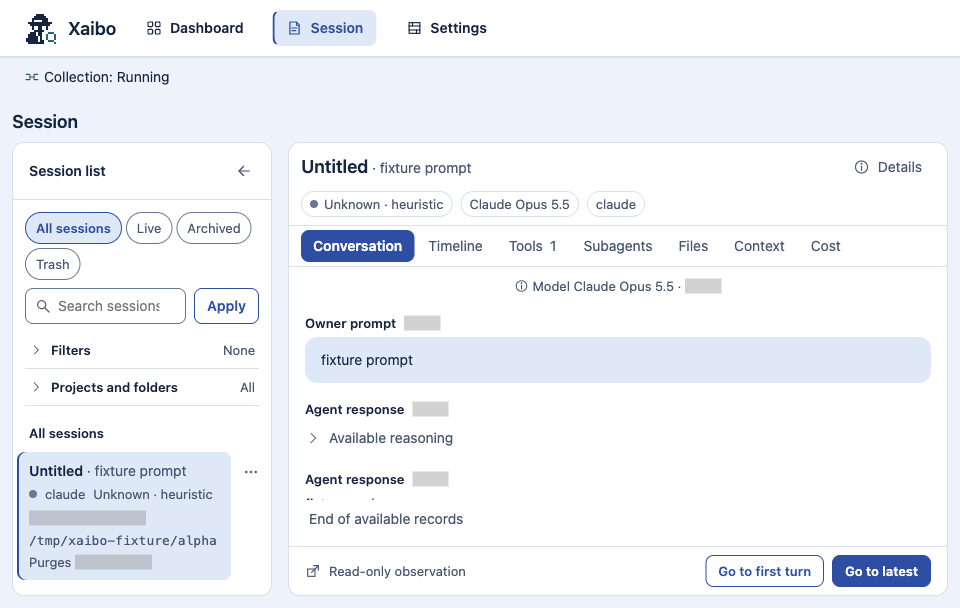 Xaibo
Dashboard
Session
Settings
Collection: Running
Session
Session list
All sessions
Live
Archived
Trash
Search sessions
Apply
Filters
None
Projects and folders
All
All sessions
Untitled · fixture prompt
claude Unknown · heuristic
/tmp/xaibo-fixture/alpha
Purges
Untitled · fixture prompt
Details
Unknown · heuristic
Claude Opus 5.5
claude
Conversation
Timeline
Tools 1
Subagents
Files
Context
Cost
Model Claude Opus 5.5 ·
Owner prompt
fixture prompt
Agent response
Available reasoning
Agent response
End of available records
Read-only observation
Go to first turn
Go to latest